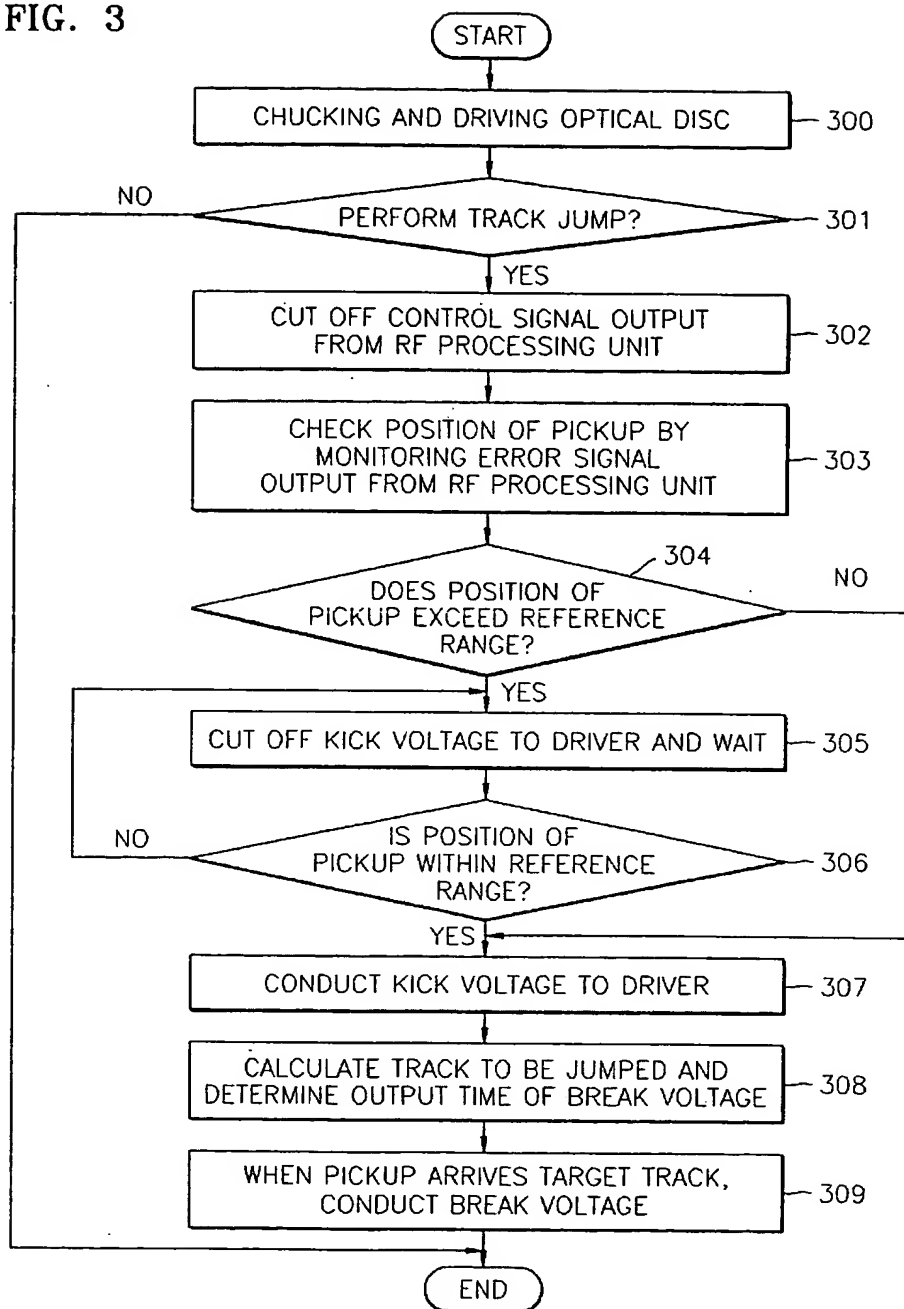 FIG. 3
START
CHUCKING AND DRIVING OPTICAL DISC
300
NO
PERFORM TRACK JUMP?
301
YES
CUT OFF CONTROL SIGNAL OUTPUT
FROM RF PROCESSING UNIT
302
CHECK POSITION OF PICKUP BY
MONITORING ERROR SIGNAL
OUTPUT FROM RF PROCESSING UNIT
303
304
NO
DOES POSITION OF
PICKUP EXCEED REFERENCE
RANGE?
YES
CUT OFF KICK VOLTAGE TO DRIVER AND WAIT
305
NO
IS POSITION OF
PICKUP WITHIN REFERENCE
RANGE?
306
YES
CONDUCT KICK VOLTAGE TO DRIVER
307
CALCULATE TRACK TO BE JUMPED AND
DETERMINE OUTPUT TIME OF BREAK VOLTAGE
308
WHEN PICKUP ARRIVES TARGET TRACK,
CONDUCT BREAK VOLTAGE
309
END